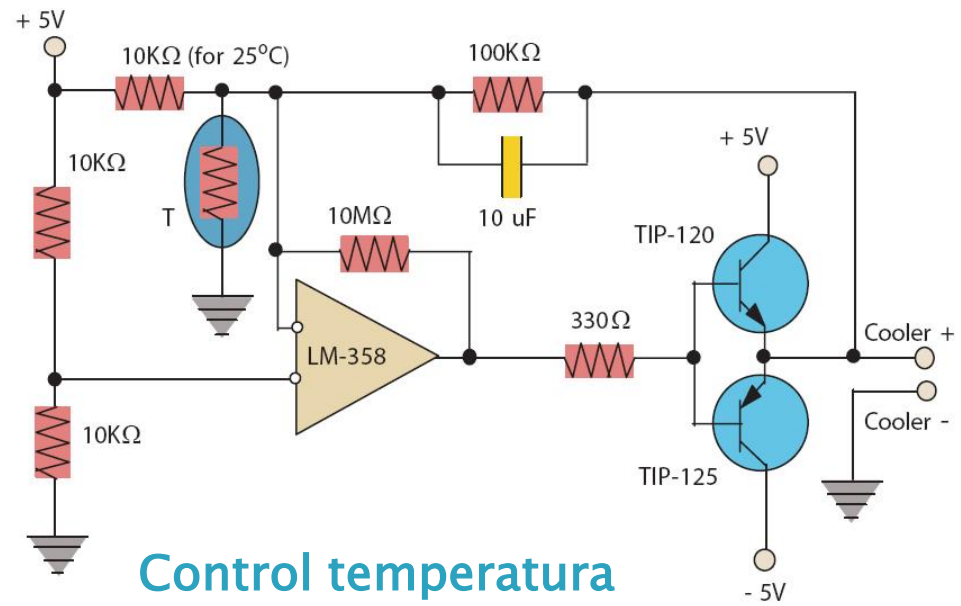 + 5V
10KΩ (for 25°C)
100KΩ
+ 5V
10KΩ
T
10MΩ
10 uF
TIP-120
330Ω
Cooler +
LM-358
Cooler -
10KΩ
TIP-125
Control temperatura
- 5V